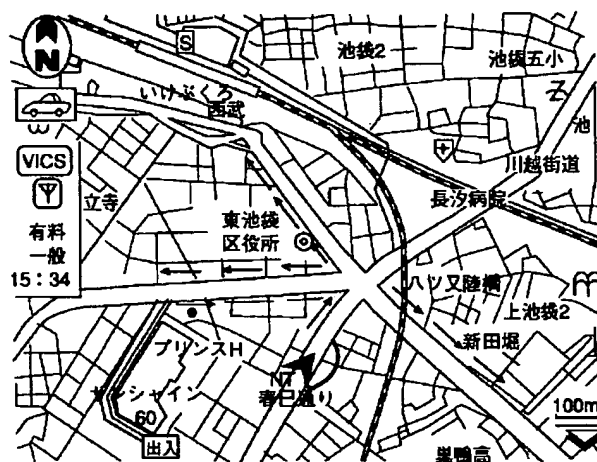 N
S
池袋2
池袋五小
いけぶくろ
西武
池
VICS
川越街道
立寺
長汐病院
東池袋
区役所
有料
一般
15:34
八ツ又陸橋
上池袋2
新田堀
プリンスH
NT
春日通り
サンシャイン
60
100m
出入
巣鴨高